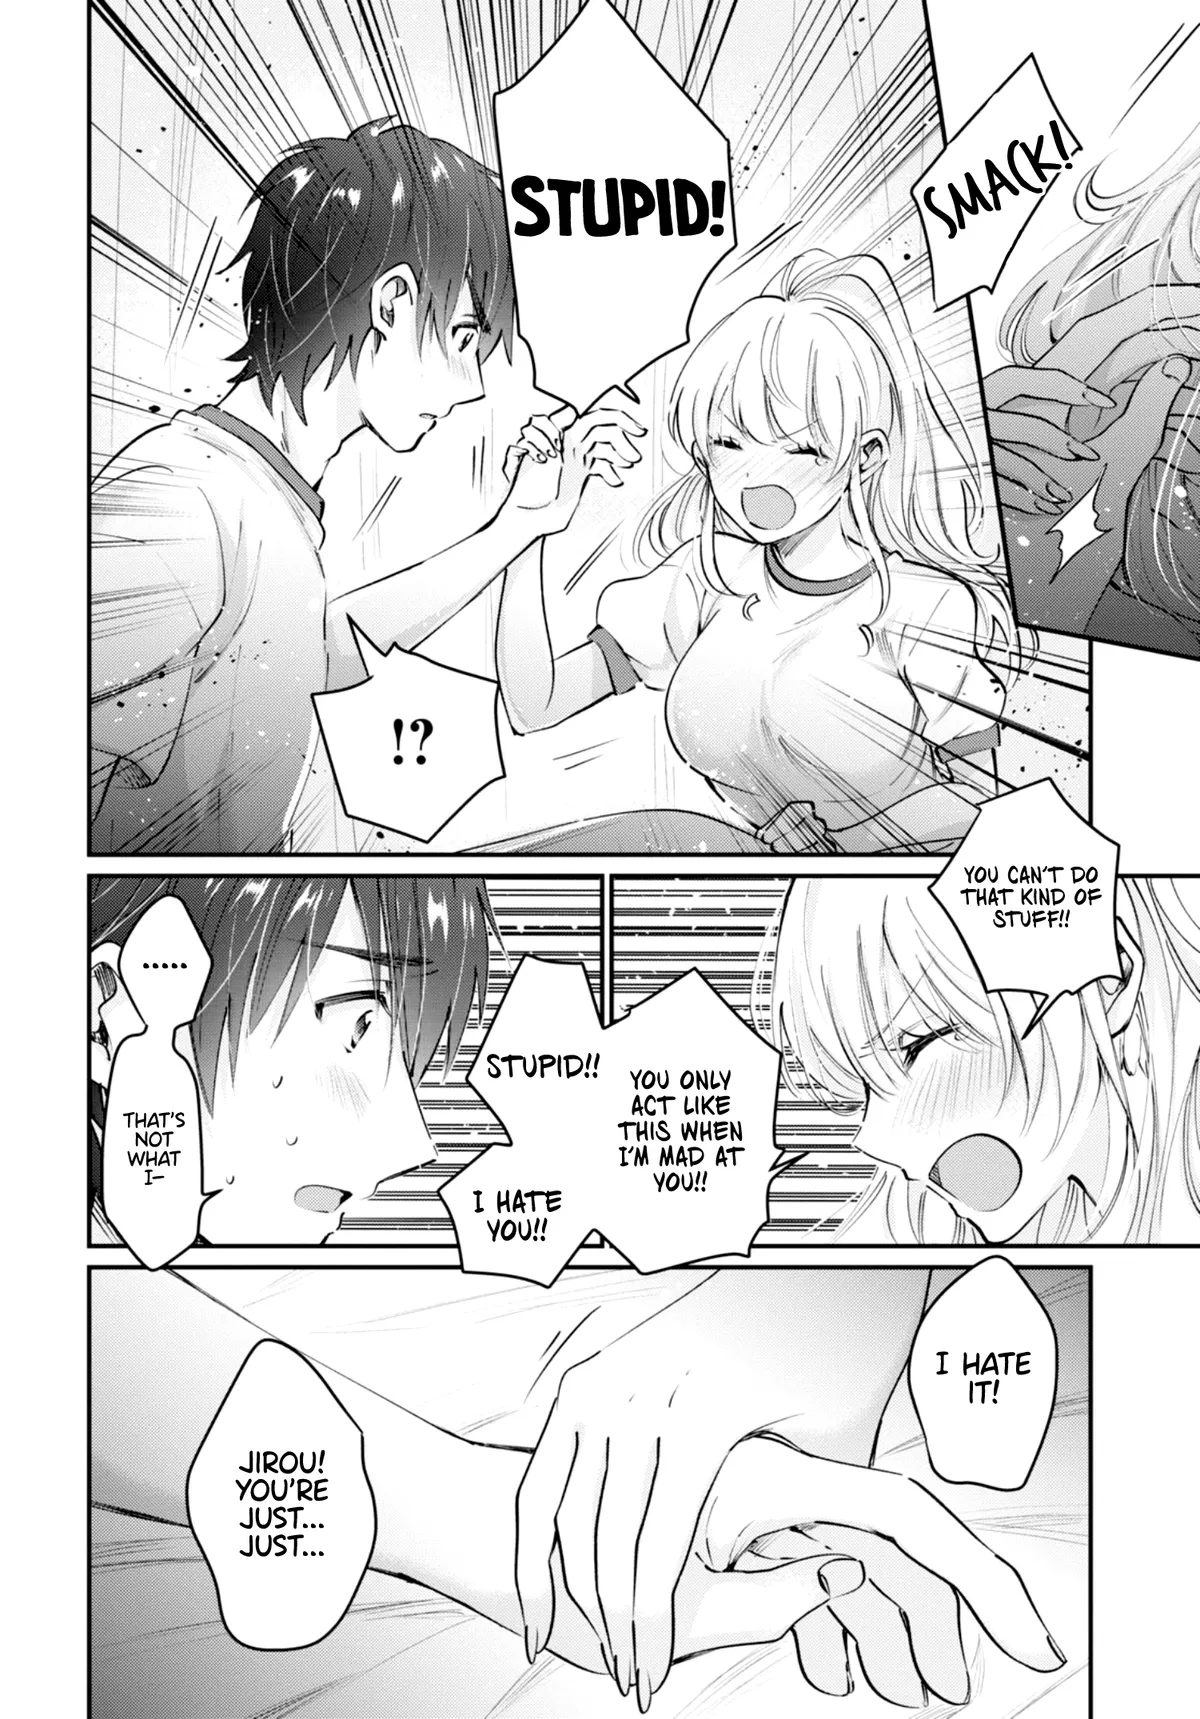 SMACK!
STUPID!
!?
YOU CAN'T DO
THAT KIND OF
STUFF!!
YOU ONLY
ACT LIKE
THIS WHEN
I'M MAD AT
YOU!!
STUPID!!
I HATE
YOU!!
.....
THAT'S
NOT
WHAT
I-
I HATE
IT!
JIROU!
YOU'RE
JUST...
JUST...